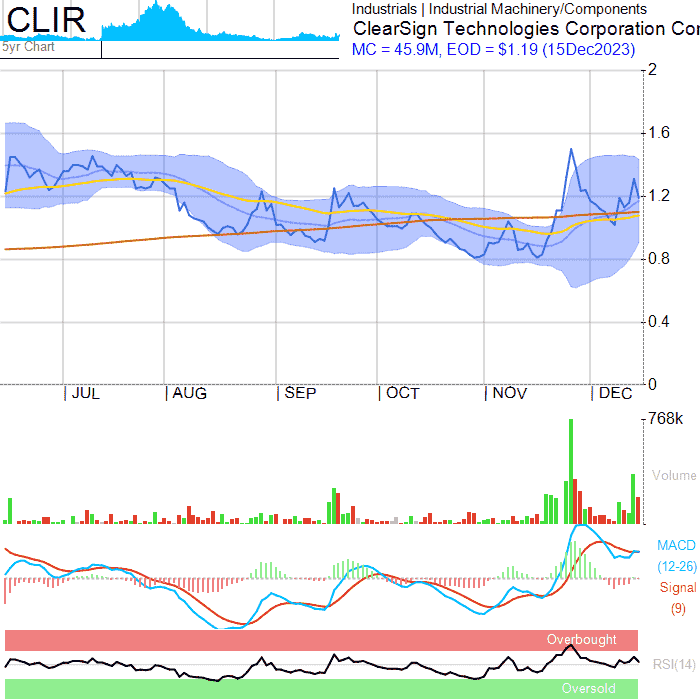 CLIR
5yr Chart
Industrials | Industrial Machinery/Components
ClearSign Technologies Corporation Cor
MC = 45.9M, EOD = $1.19 (15Dec2023)
2
1.6
1.2
0.8
0.4
0
JUL AUG SEP OCT NOV DEC
768k
Volume
MACD
(12-26)
Signal
(9)
Overbought
RSI(14)
Oversold